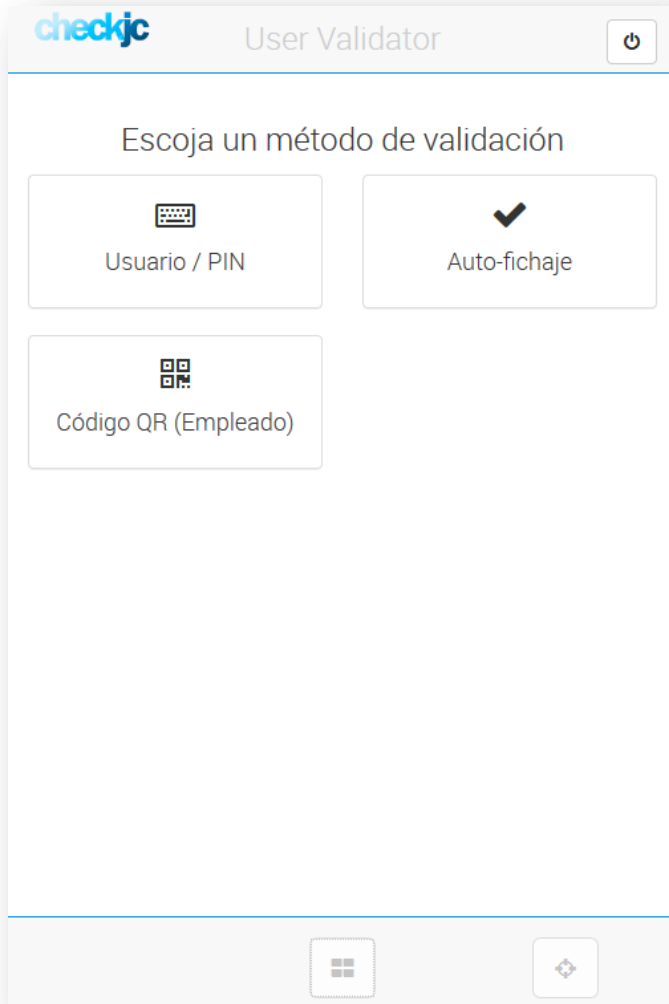 checkjc
User Validator
Escoja un método de validación
Usuario / PIN
Auto-fichaje
Código QR (Empleado)